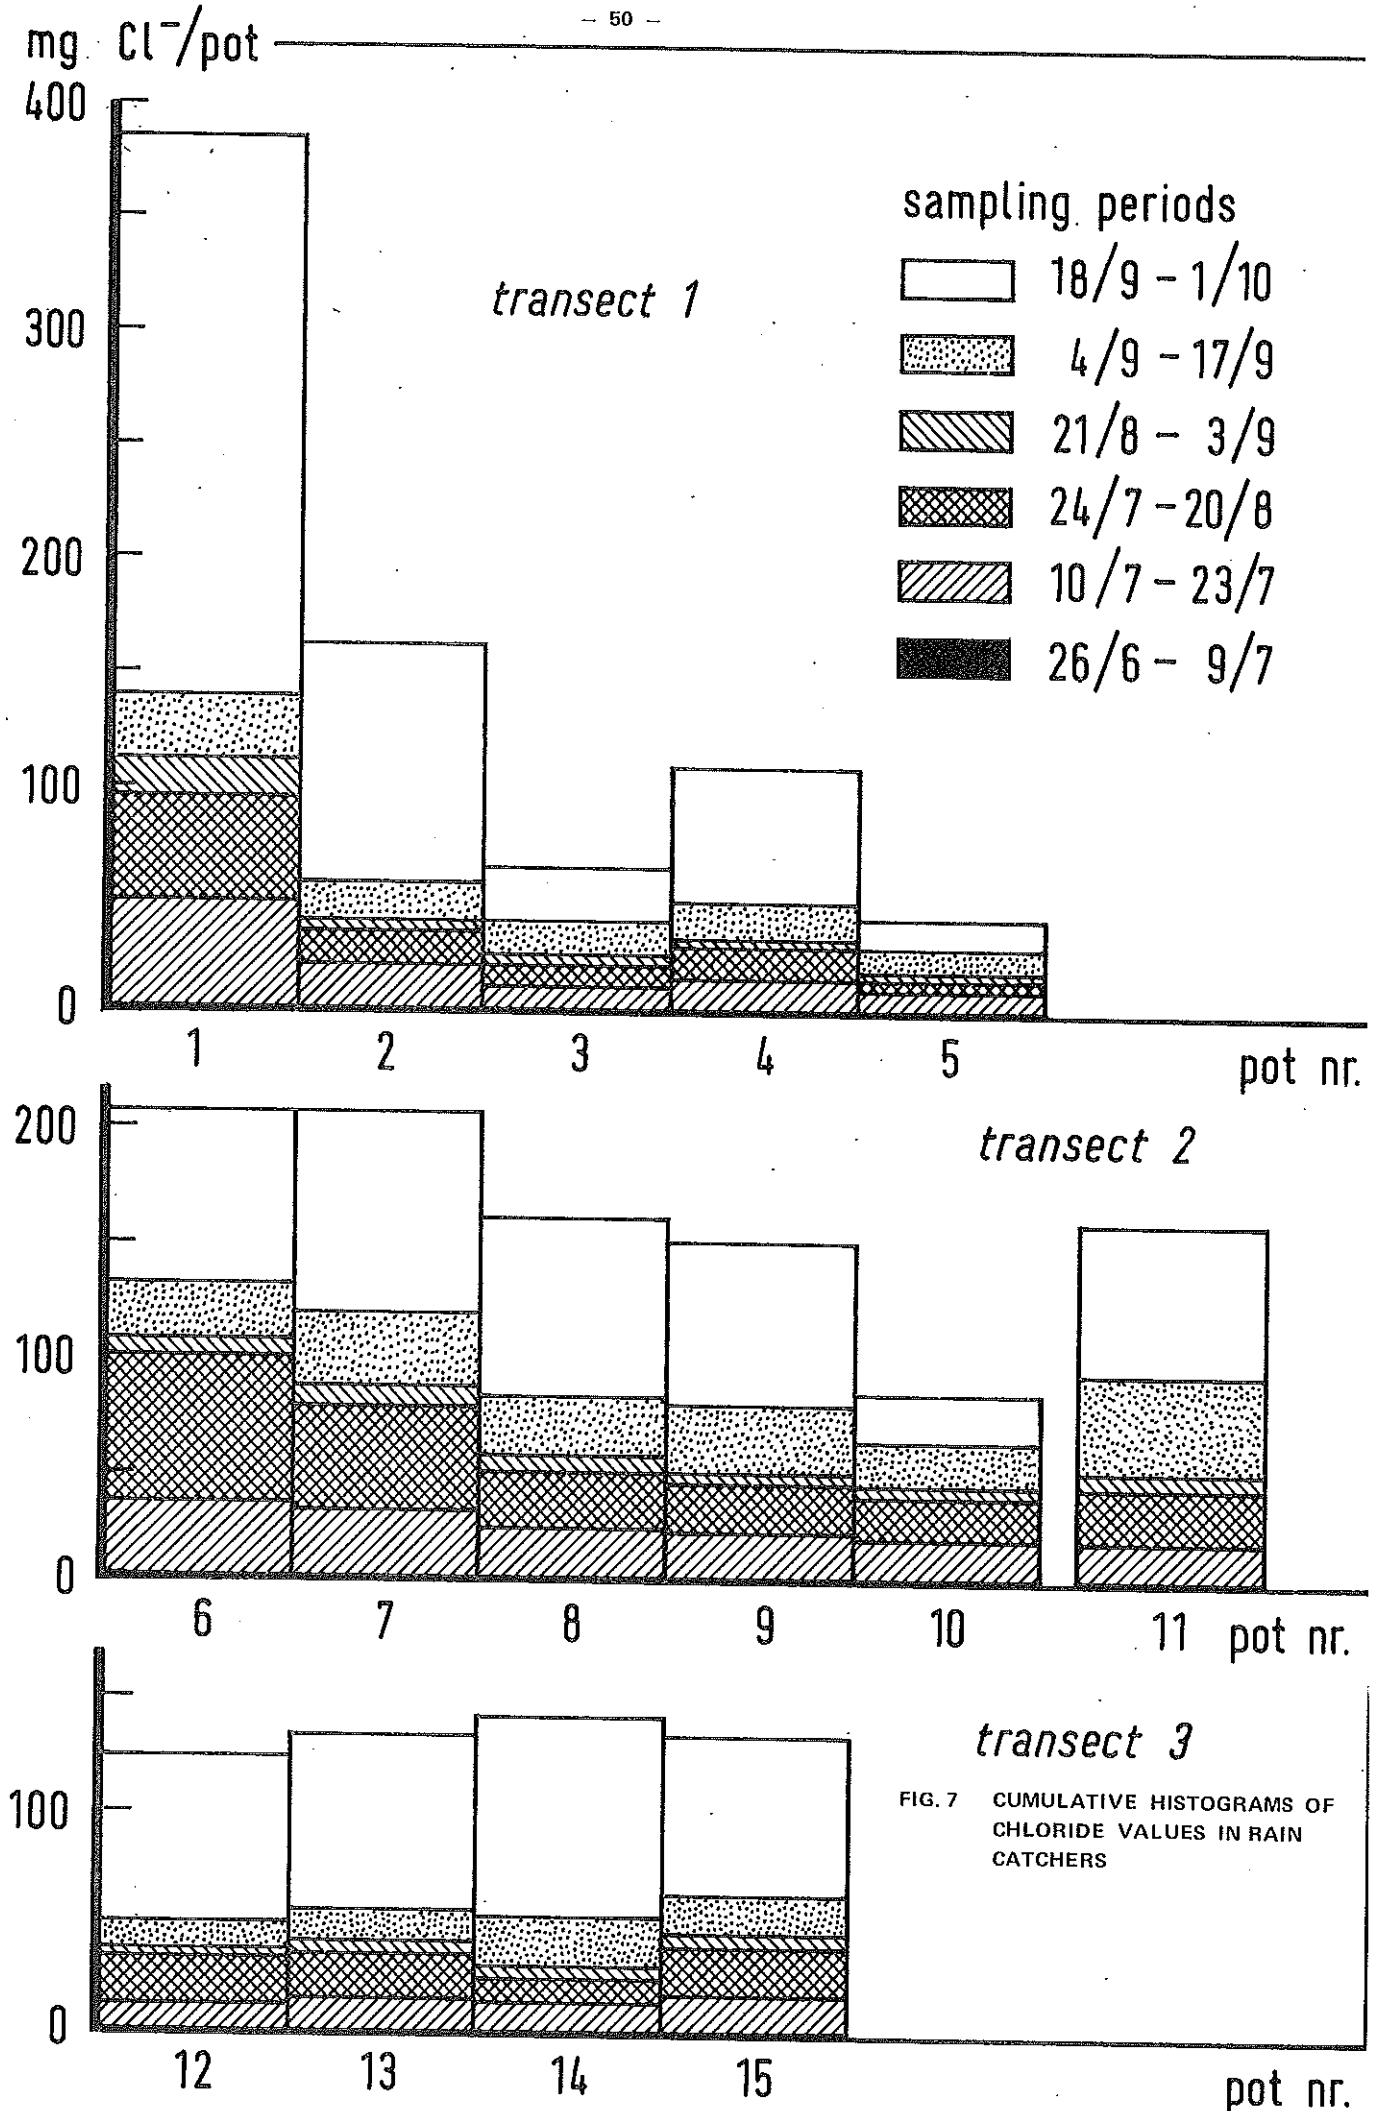 – 50 –
mg Cl⁻/pot
400
300
200
100
0
transect 1
sampling periods
18/9 – 1/10
4/9 – 17/9
21/8 – 3/9
24/7 – 20/8
10/7 – 23/7
26/6 – 9/7
1 2 3 4 5 pot nr.
200
100
0
transect 2
6 7 8 9 10 11 pot nr.
100
0
transect 3
FIG. 7 CUMULATIVE HISTOGRAMS OF
CHLORIDE VALUES IN RAIN
CATCHERS
12 13 14 15 pot nr.